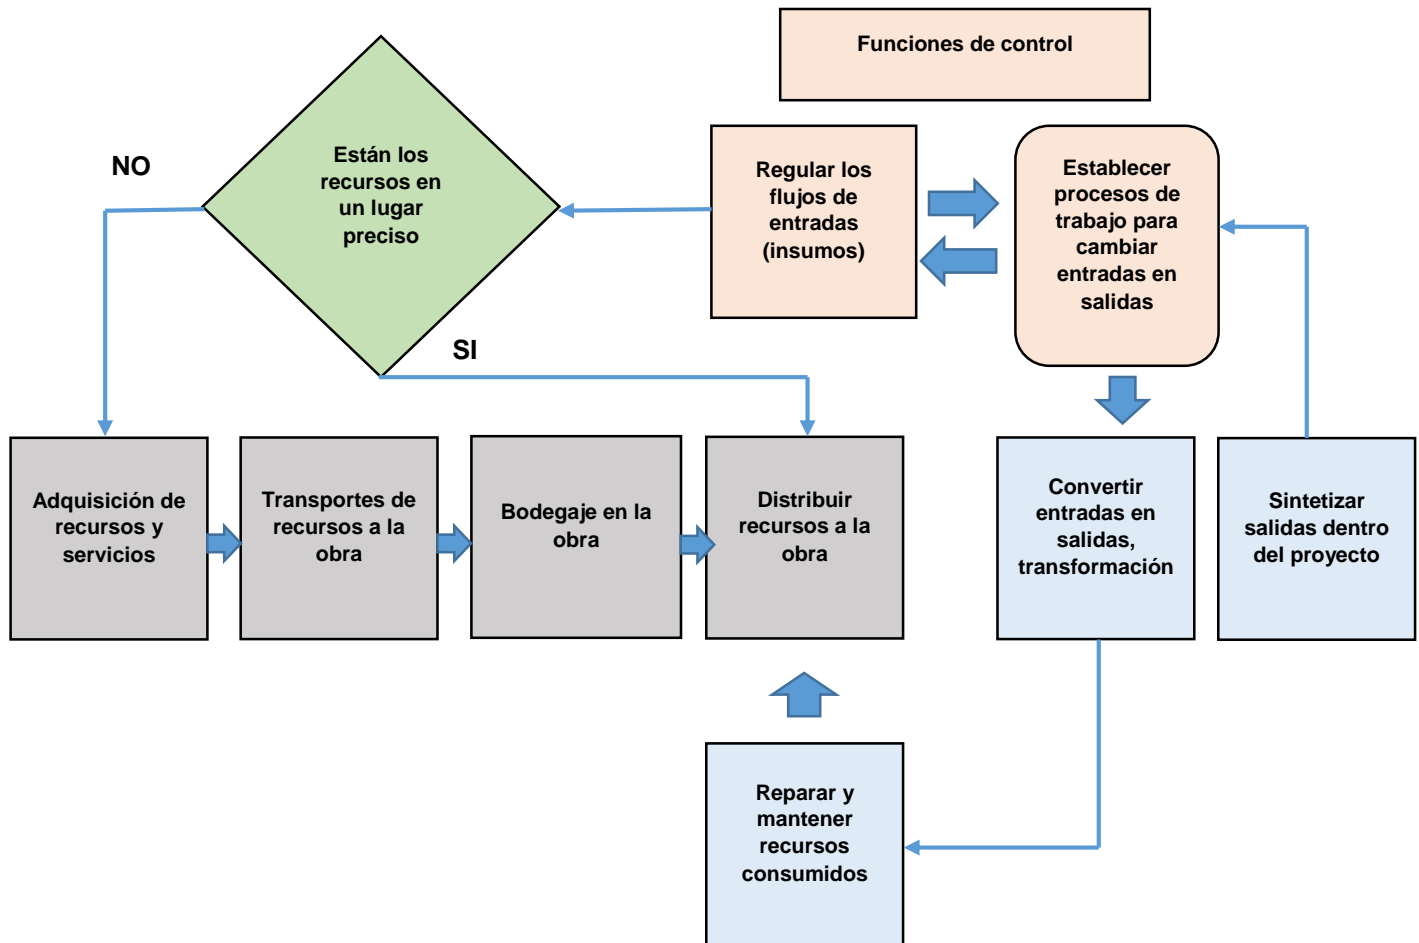 Funciones de control
NO
Están los
recursos en
un lugar
preciso
SI
Regular los
flujos de
entradas
(insumos)
Establecer
procesos de
trabajo para
cambiar
entradas en
salidas
Adquisición de
recursos y
servicios
Transportes de
recursos a la
obra
Bodegaje en la
obra
Distribuir
recursos a la
obra
Convertir
entradas en
salidas,
transformación
Sintetizar
salidas dentro
del proyecto
Reparar y
mantener
recursos
consumidos